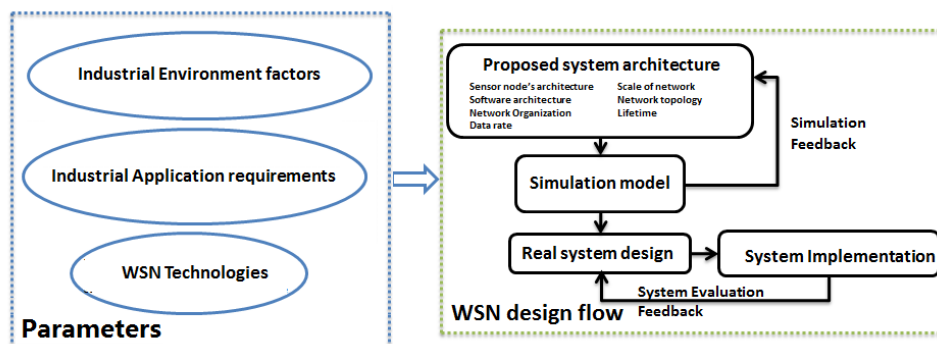 Industrial Environment factors
Industrial Application requirements
WSN Technologies
Parameters
Proposed system architecture
Sensor node's architecture
Software architecture
Network Organization
Data rate
Scale of network
Network topology
Lifetime
Simulation
Feedback
Simulation model
Real system design
System Implementation
System Evaluation
Feedback
WSN design flow